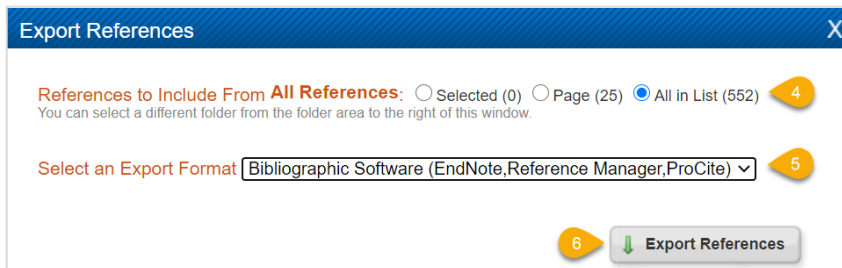 Export References X
References to Include From All References: Selected (0) Page (25) All in List (552) 4
You can select a different folder from the folder area to the right of this window.
Select an Export Format Bibliographic Software (EndNote,Reference Manager,ProCite) 5
6 Export References